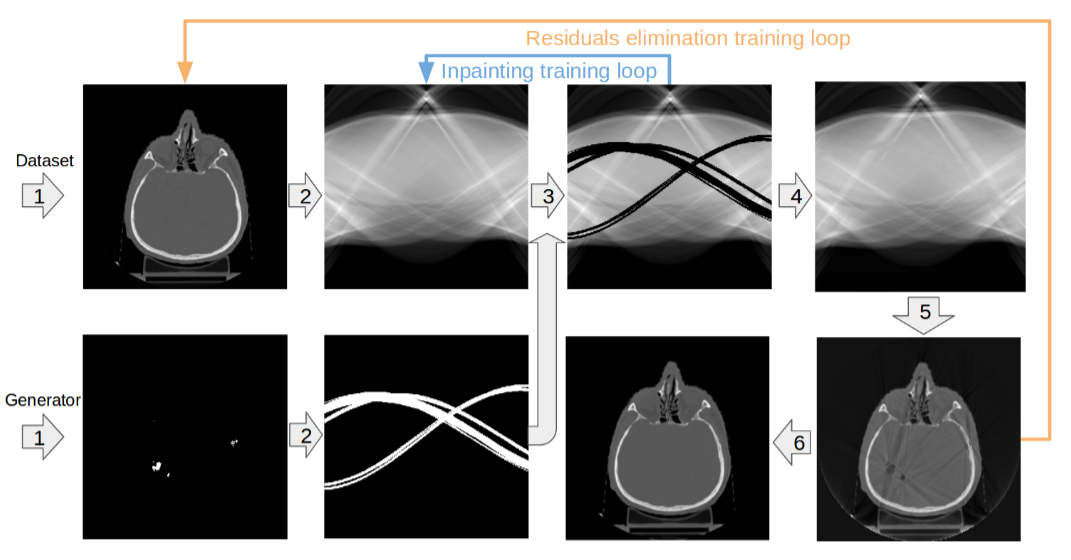 Residuals elimination training loop
Inpainting training loop
Dataset
1
2
3
4
5
Generator
1
2
6